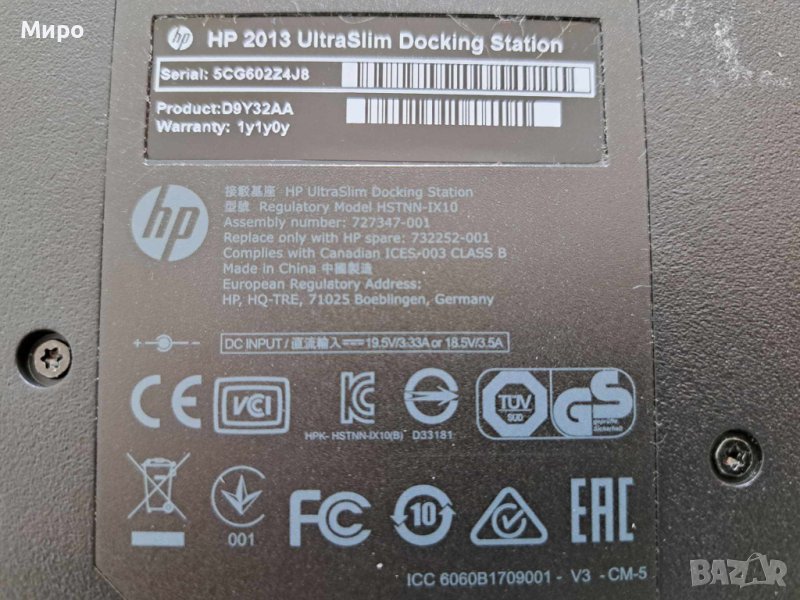 Миро
hp HP 2013 UltraSlim Docking Station
Serial: 5CG602Z4J8
Product:D9Y32AA
Warranty: 1y1y0y
hp
接駁基座 HP UltraSlim Docking Station
型號 Regulatory Model HSTNN-IX10
Assembly number: 727347-001
Replace only with HP spare: 732252-001
Complies with Canadian ICES-003 CLASS B
Made in China 中國製造
European Regulatory Address:
HP, HQ-TRE, 71025 Boeblingen, Germany
DC INPUT / 直流輸入 19.5V/3.33A or 18.5V/3.5A
CE VCI KC TÜV SÜD GS geprüfte Sicherheit
HPK- HSTNN-IX10(B) D33181
001 FC 10 EAC
ICC 6060B1709001 - V3 - CM-5
BAZAR